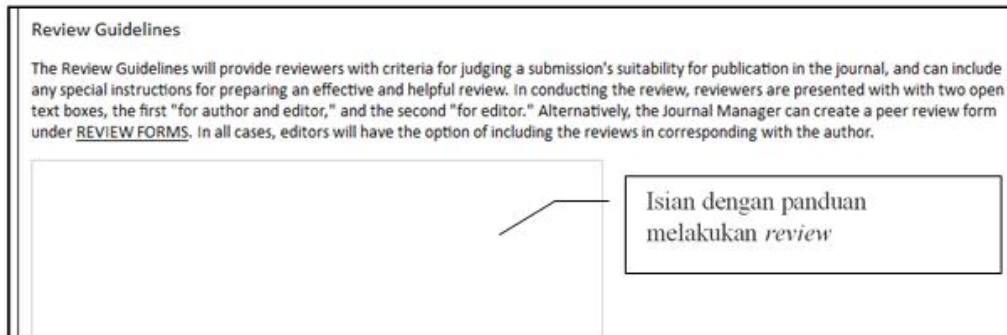 Review Guidelines
The Review Guidelines will provide reviewers with criteria for judging a submission's suitability for publication in the journal, and can include
any special instructions for preparing an effective and helpful review. In conducting the review, reviewers are presented with with two open
text boxes, the first "for author and editor," and the second "for editor." Alternatively, the Journal Manager can create a peer review form
under REVIEW FORMS. In all cases, editors will have the option of including the reviews in corresponding with the author.
Isian dengan panduan
melakukan review